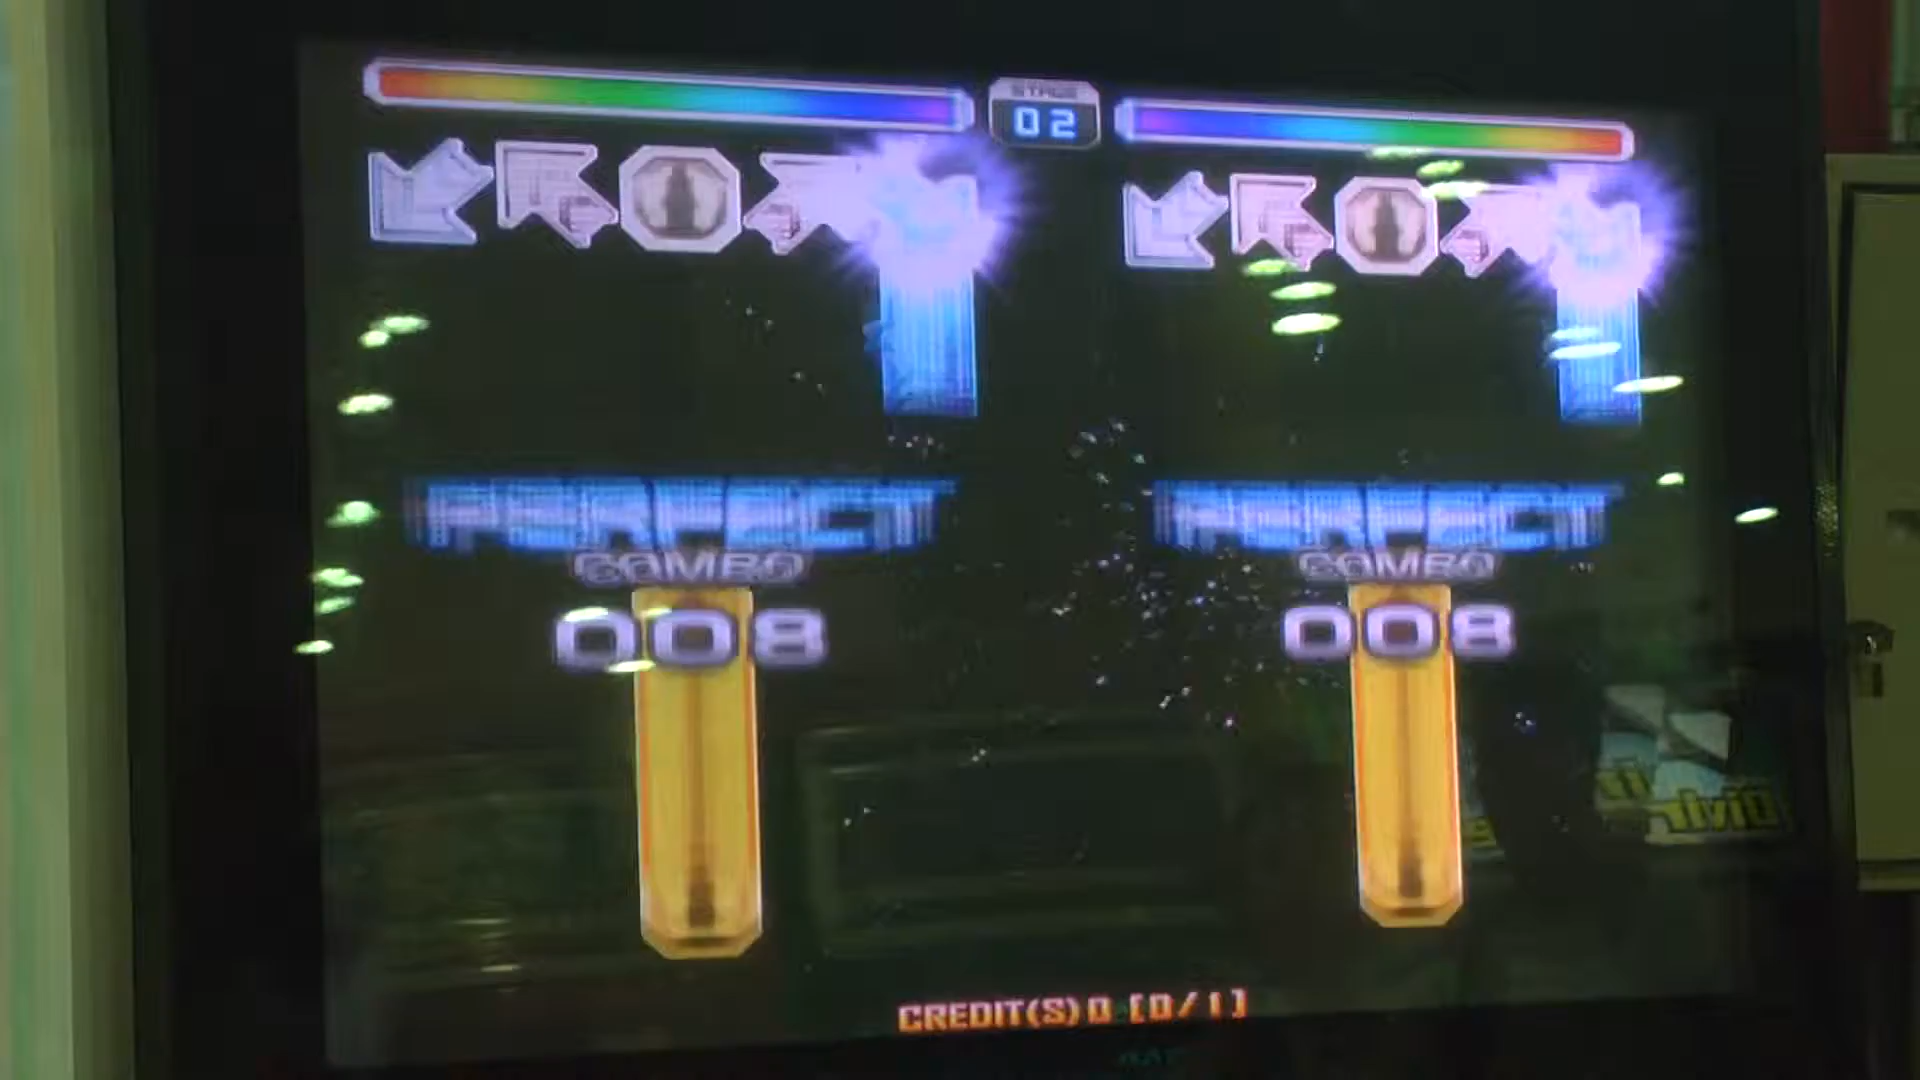 STAGE
02
PERFECT
COMBO
008
PERFECT
COMBO
008
CREDIT(S) 0 [0/1]